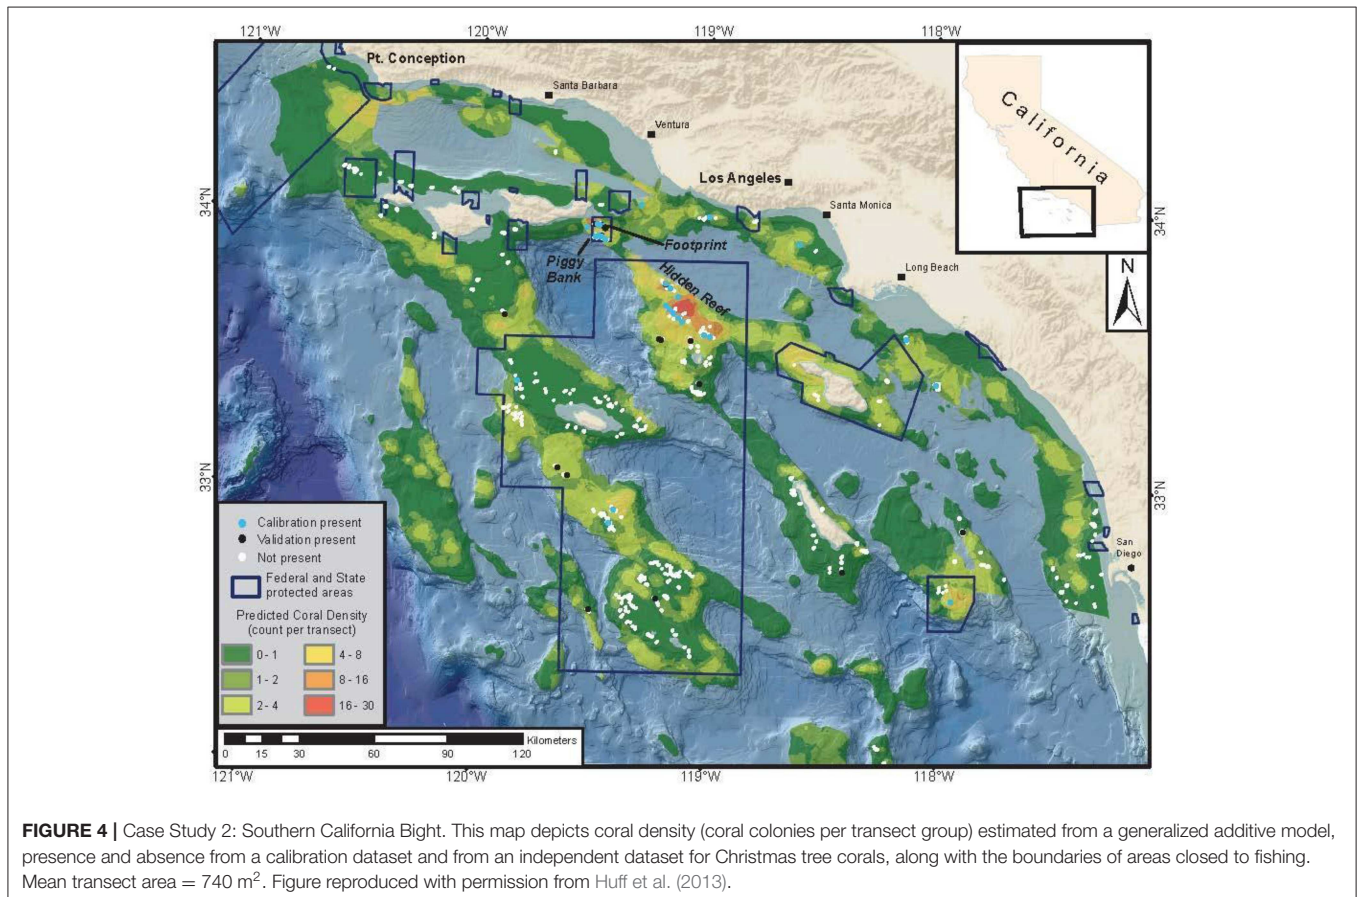 121°W 120°W 119°W 118°W
Pt. Conception
Santa Barbara
Ventura
Los Angeles
Santa Monica
Long Beach
San
Diego
Footprint
Piggy
Bank
Hidden Reef
California
N
34°N
34°N
33°N
33°N
Calibration present
Validation present
Not present
Federal and State
protected areas
Predicted Coral Density
(count per transect)
0 - 1 4 - 8
1 - 2 8 - 16
2 - 4 16 - 30
Kilometers
0 15 30 60 90 120
121°W 120°W 119°W 118°W
FIGURE 4 | Case Study 2: Southern California Bight. This map depicts coral density (coral colonies per transect group) estimated from a generalized additive model,
presence and absence from a calibration dataset and from an independent dataset for Christmas tree corals, along with the boundaries of areas closed to fishing.
Mean transect area = 740 m². Figure reproduced with permission from Huff et al. (2013).